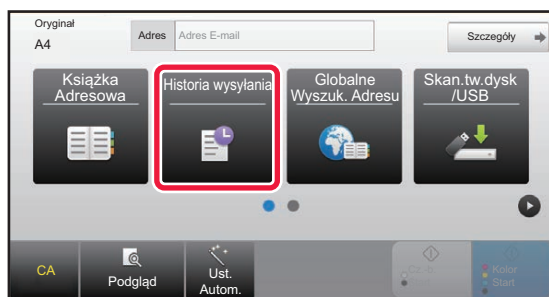 Oryginał
A4
Adres
Adres E-mail
Szczegóły
Książka
Adresowa
Historia wysyłania
Globalne
Wyszuk. Adresu
Skan.tw.dysk
/USB
CA
Podgląd
Ust.
Autom.
Kolor
Start